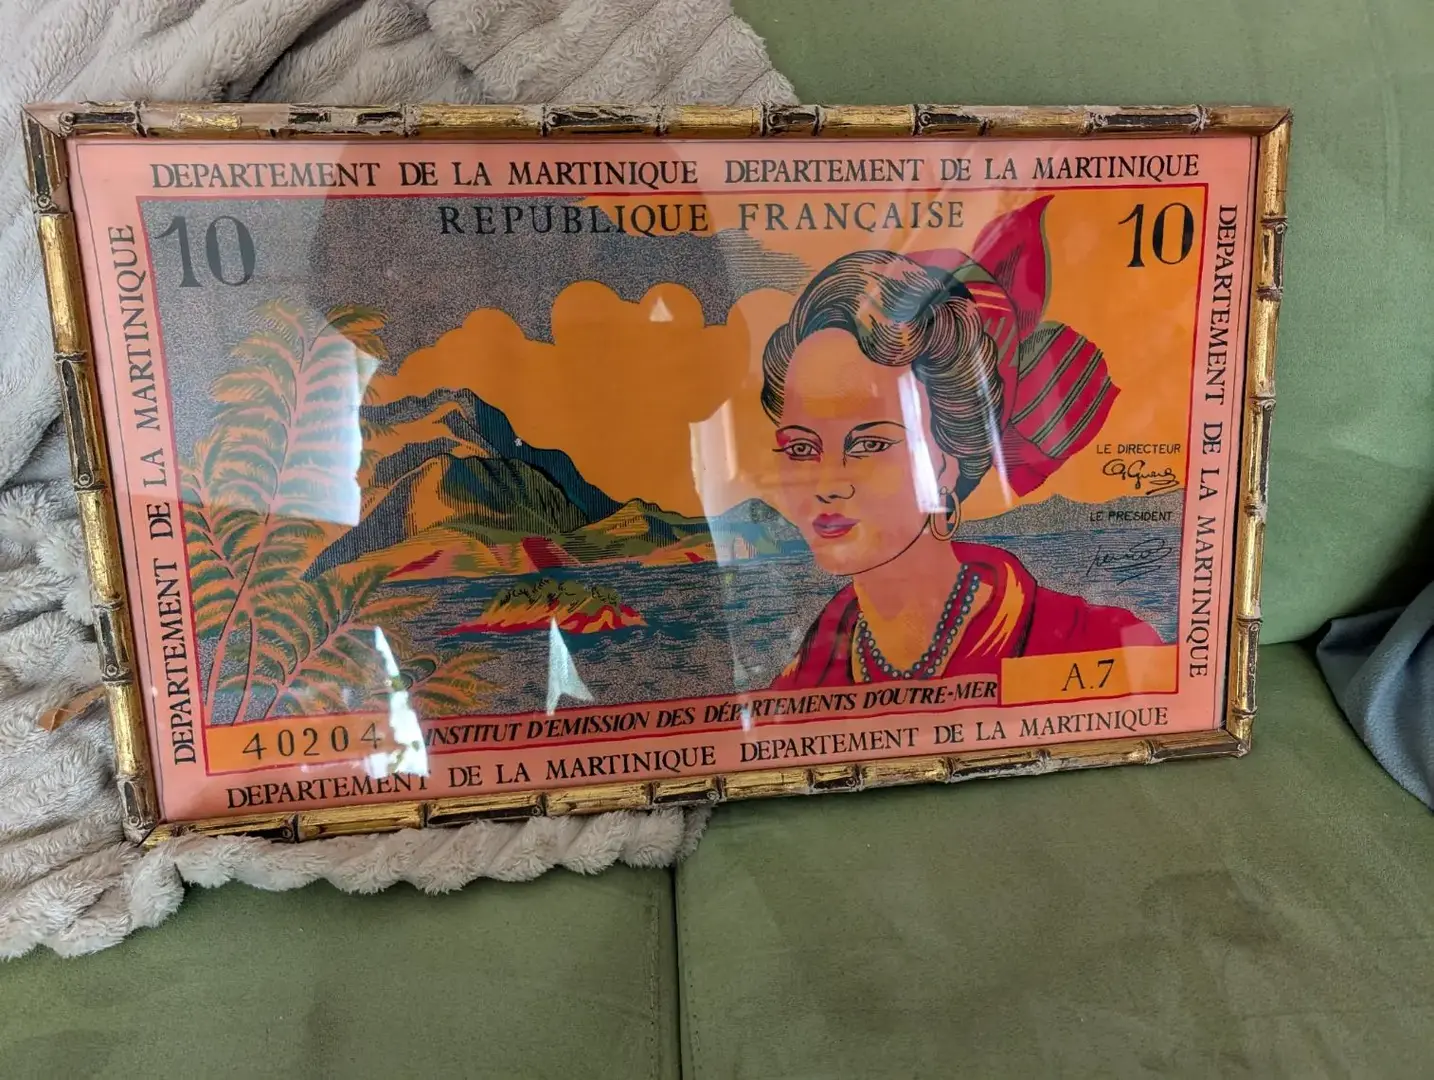 DEPARTEMENT DE LA MARTINIQUE DEPARTEMENT DE LA MARTINIQUE
REPUBLIQUE FRANÇAISE
10
10
DEPARTEMENT DE LA MARTINIQUE
DEPARTEMENT DE LA MARTINIQUE
LE DIRECTEUR
LE PRESIDENT
A.7
40204
INSTITUT D'EMISSION DES DÉPARTEMENTS D'OUTRE-MER
DEPARTEMENT DE LA MARTINIQUE DEPARTEMENT DE LA MARTINIQUE